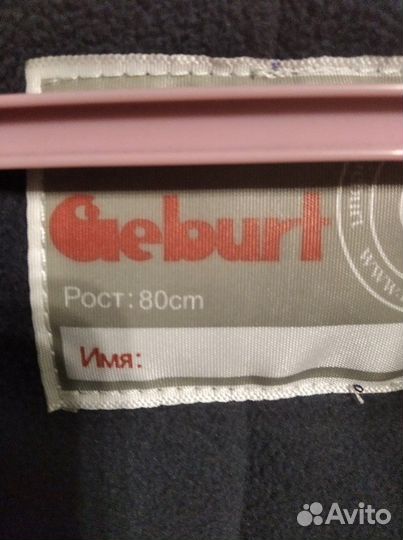 Geburt
Рост: 80cm
Имя:
Avito